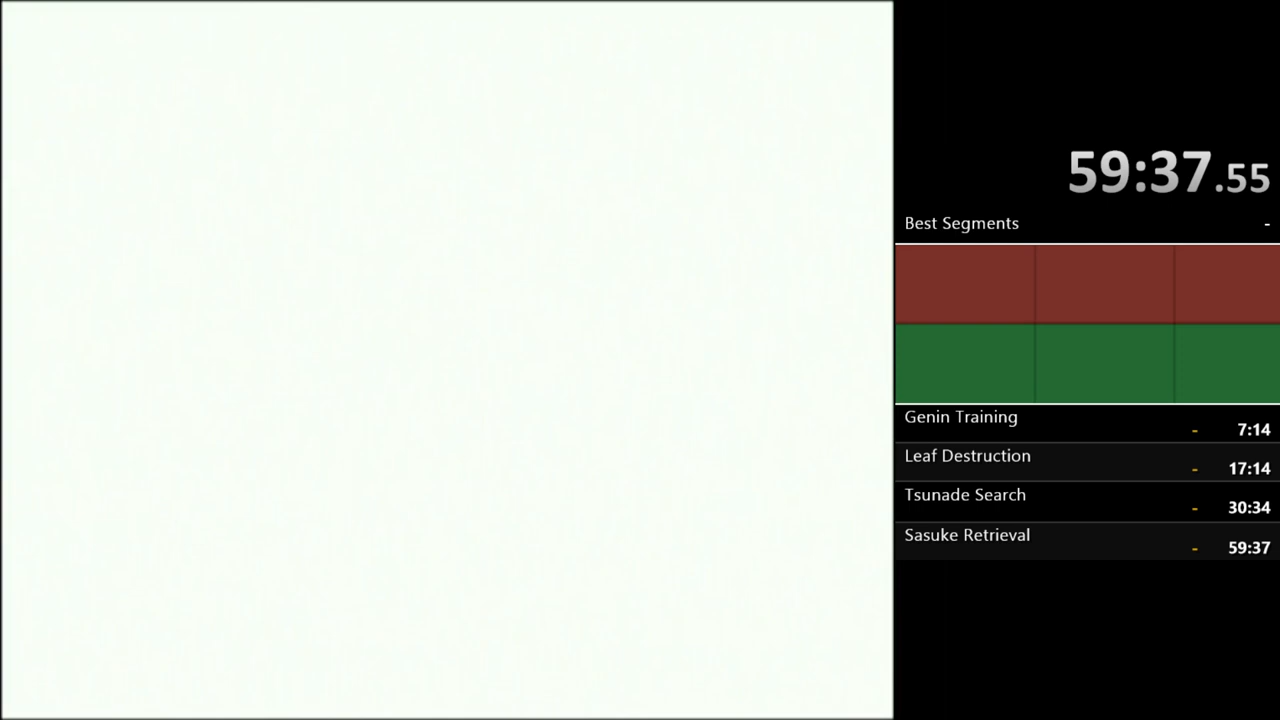 59:37.55
Best Segments -
Genin Training - 7:14
Leaf Destruction - 17:14
Tsunade Search - 30:34
Sasuke Retrieval - 59:37